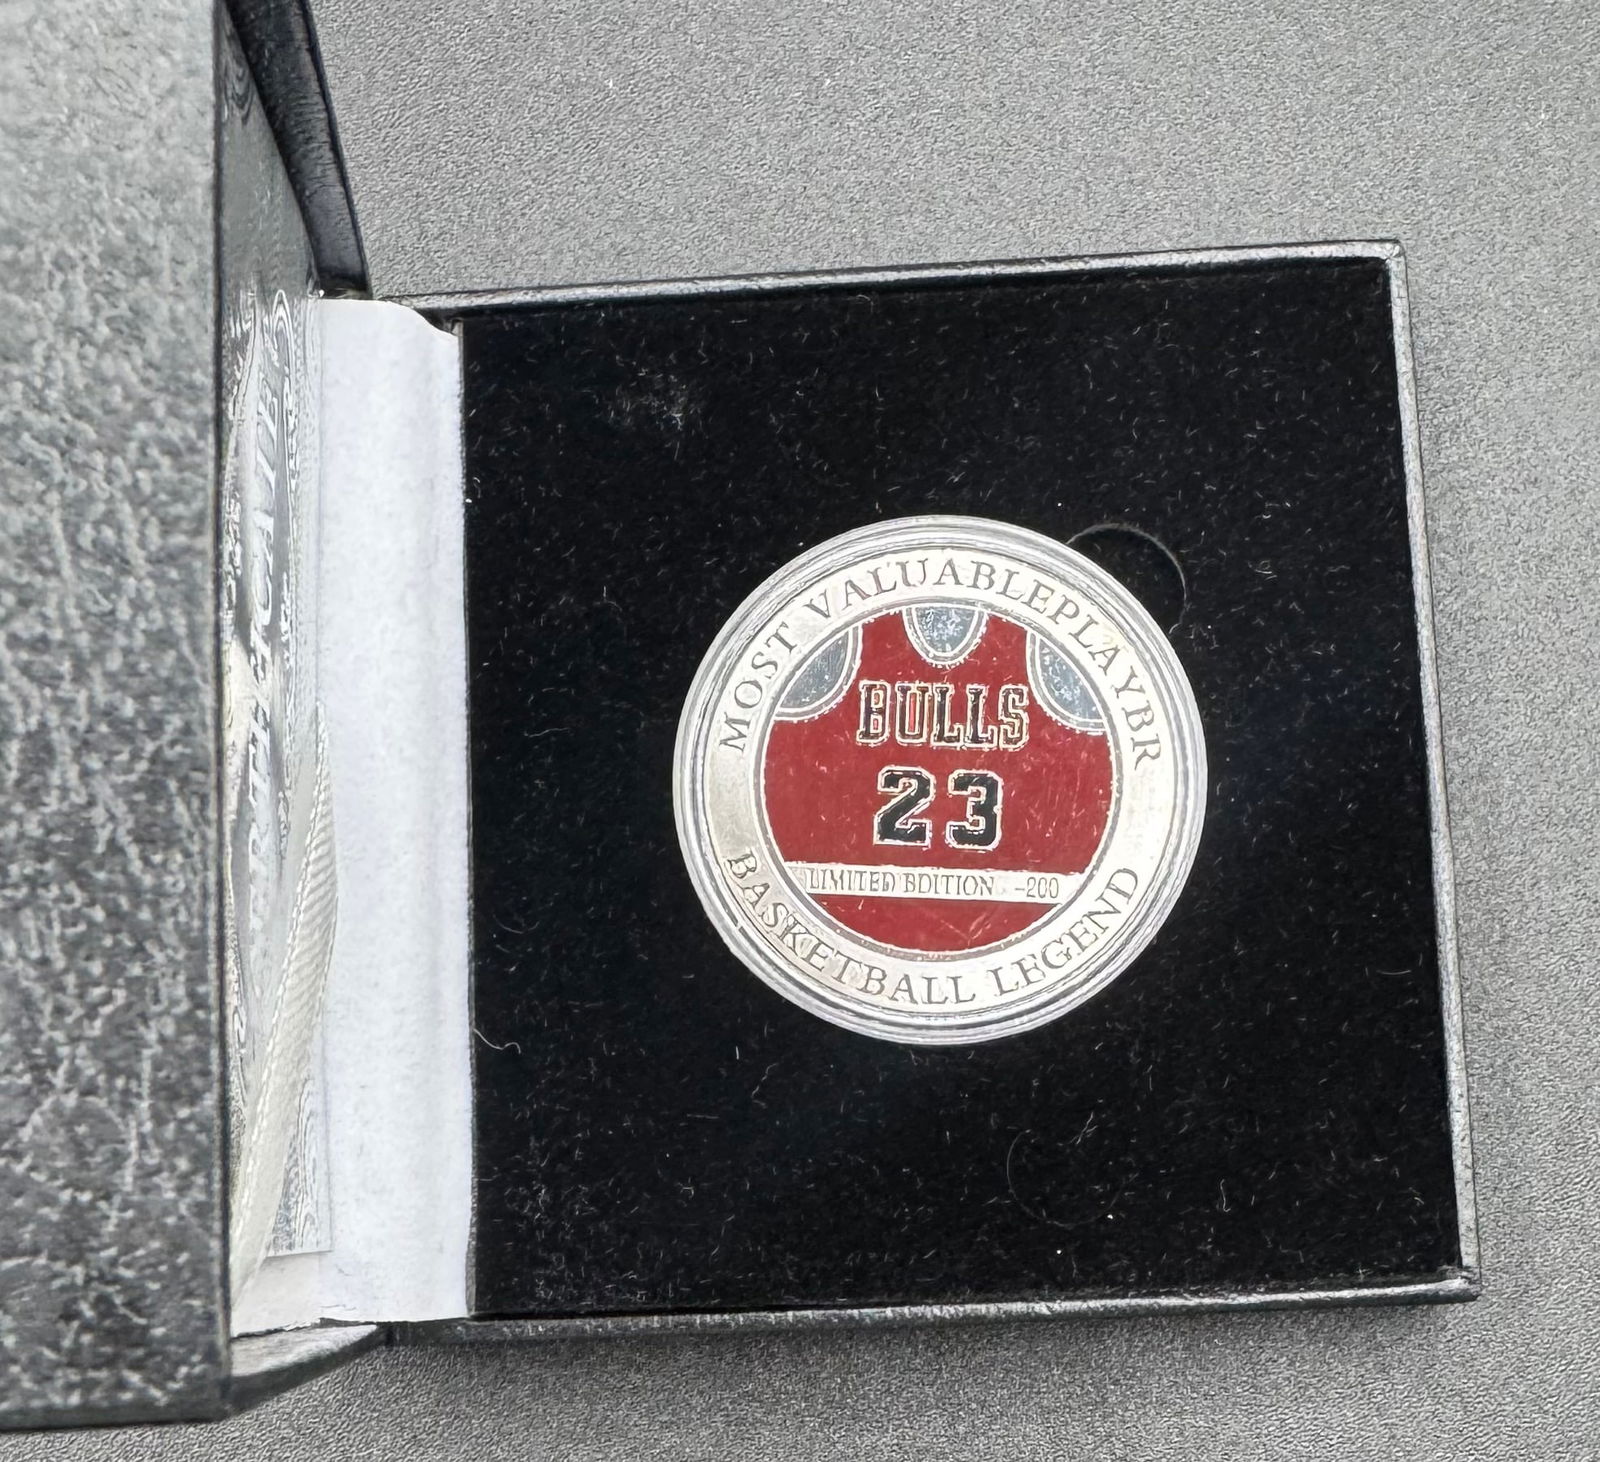 MOST VALUABLEPLAYBR
BULLS
23
LIMITED BDITION -200
BASKETBALL LEGEND